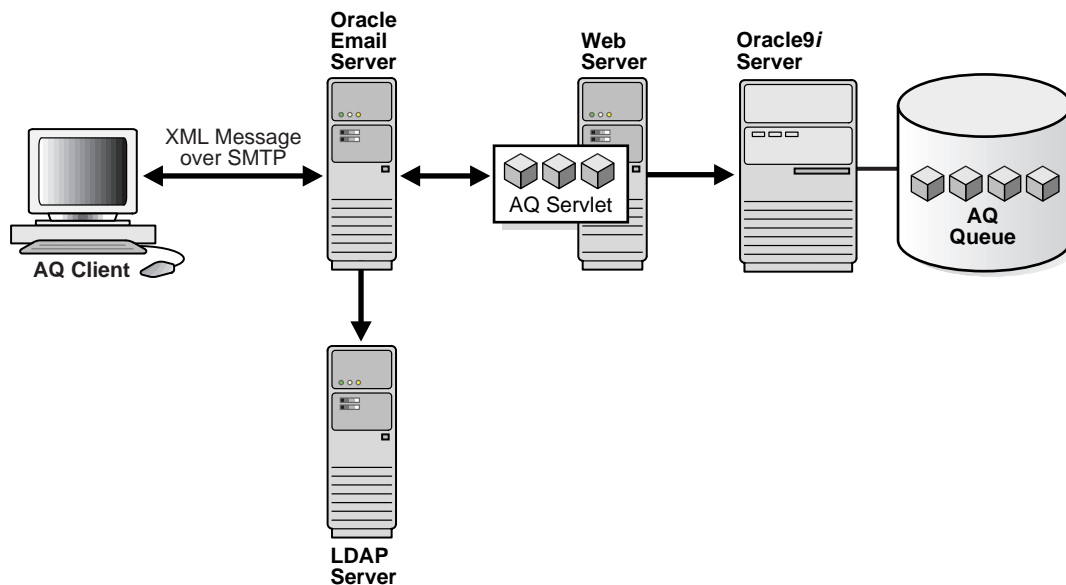 Oracle
Email
Server
Web
Server
Oracle9i
Server
XML Message
over SMTP
AQ Servlet
AQ
Queue
AQ Client
LDAP
Server